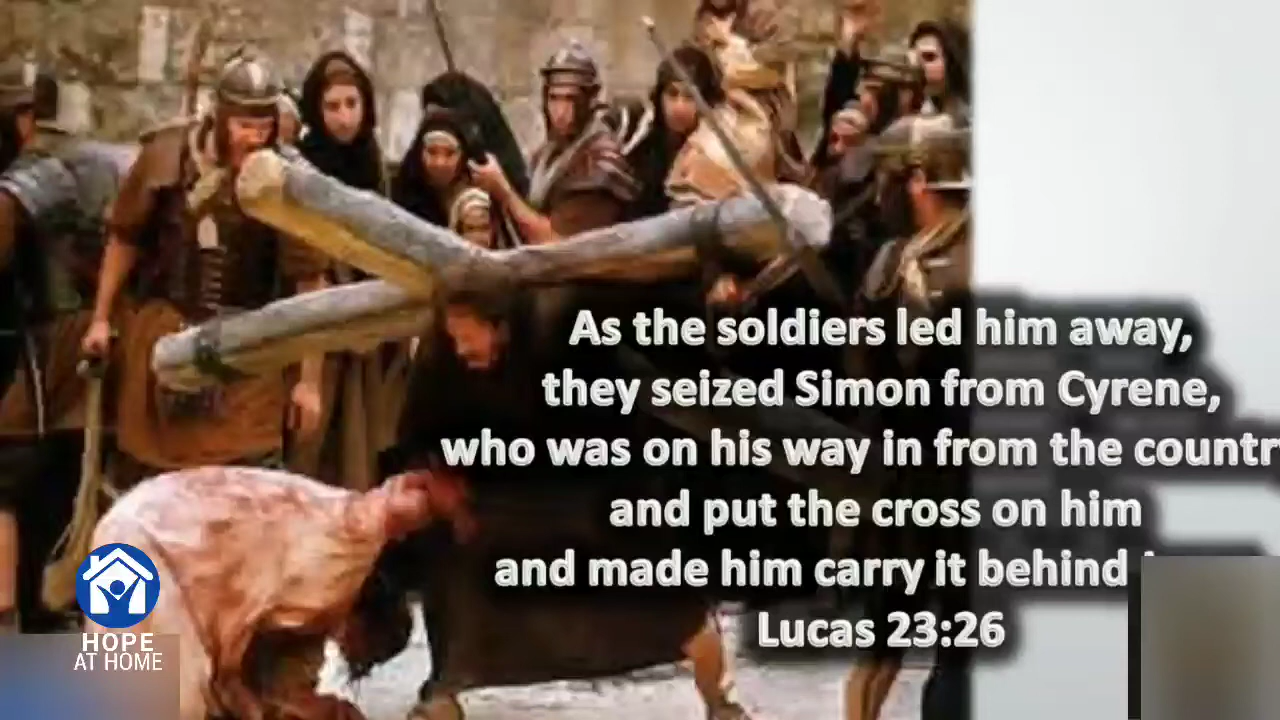 As the soldiers led him away,
they seized Simon from Cyrene,
who was on his way in from the
and put the cross on him
and made him carry it behind
Lucas 23:26
HOPE
AT HOME